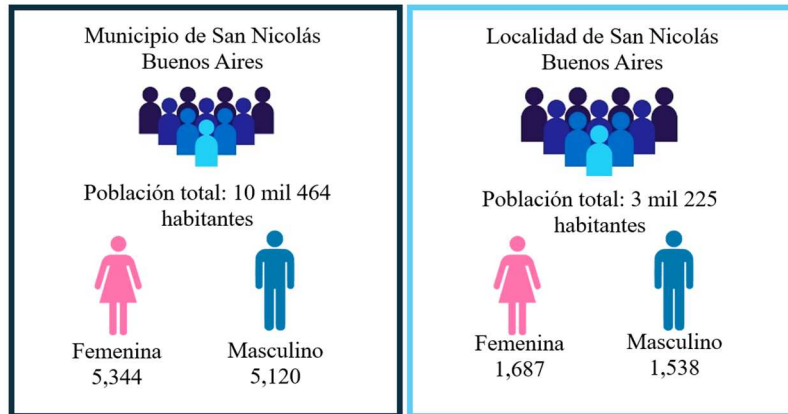 Municipio de San Nicolás
Buenos Aires
Población total: 10 mil 464
habitantes
Femenina
5,344
Masculino
5,120
Localidad de San Nicolás
Buenos Aires
Población total: 3 mil 225
habitantes
Femenina
1,687
Masculino
1,538